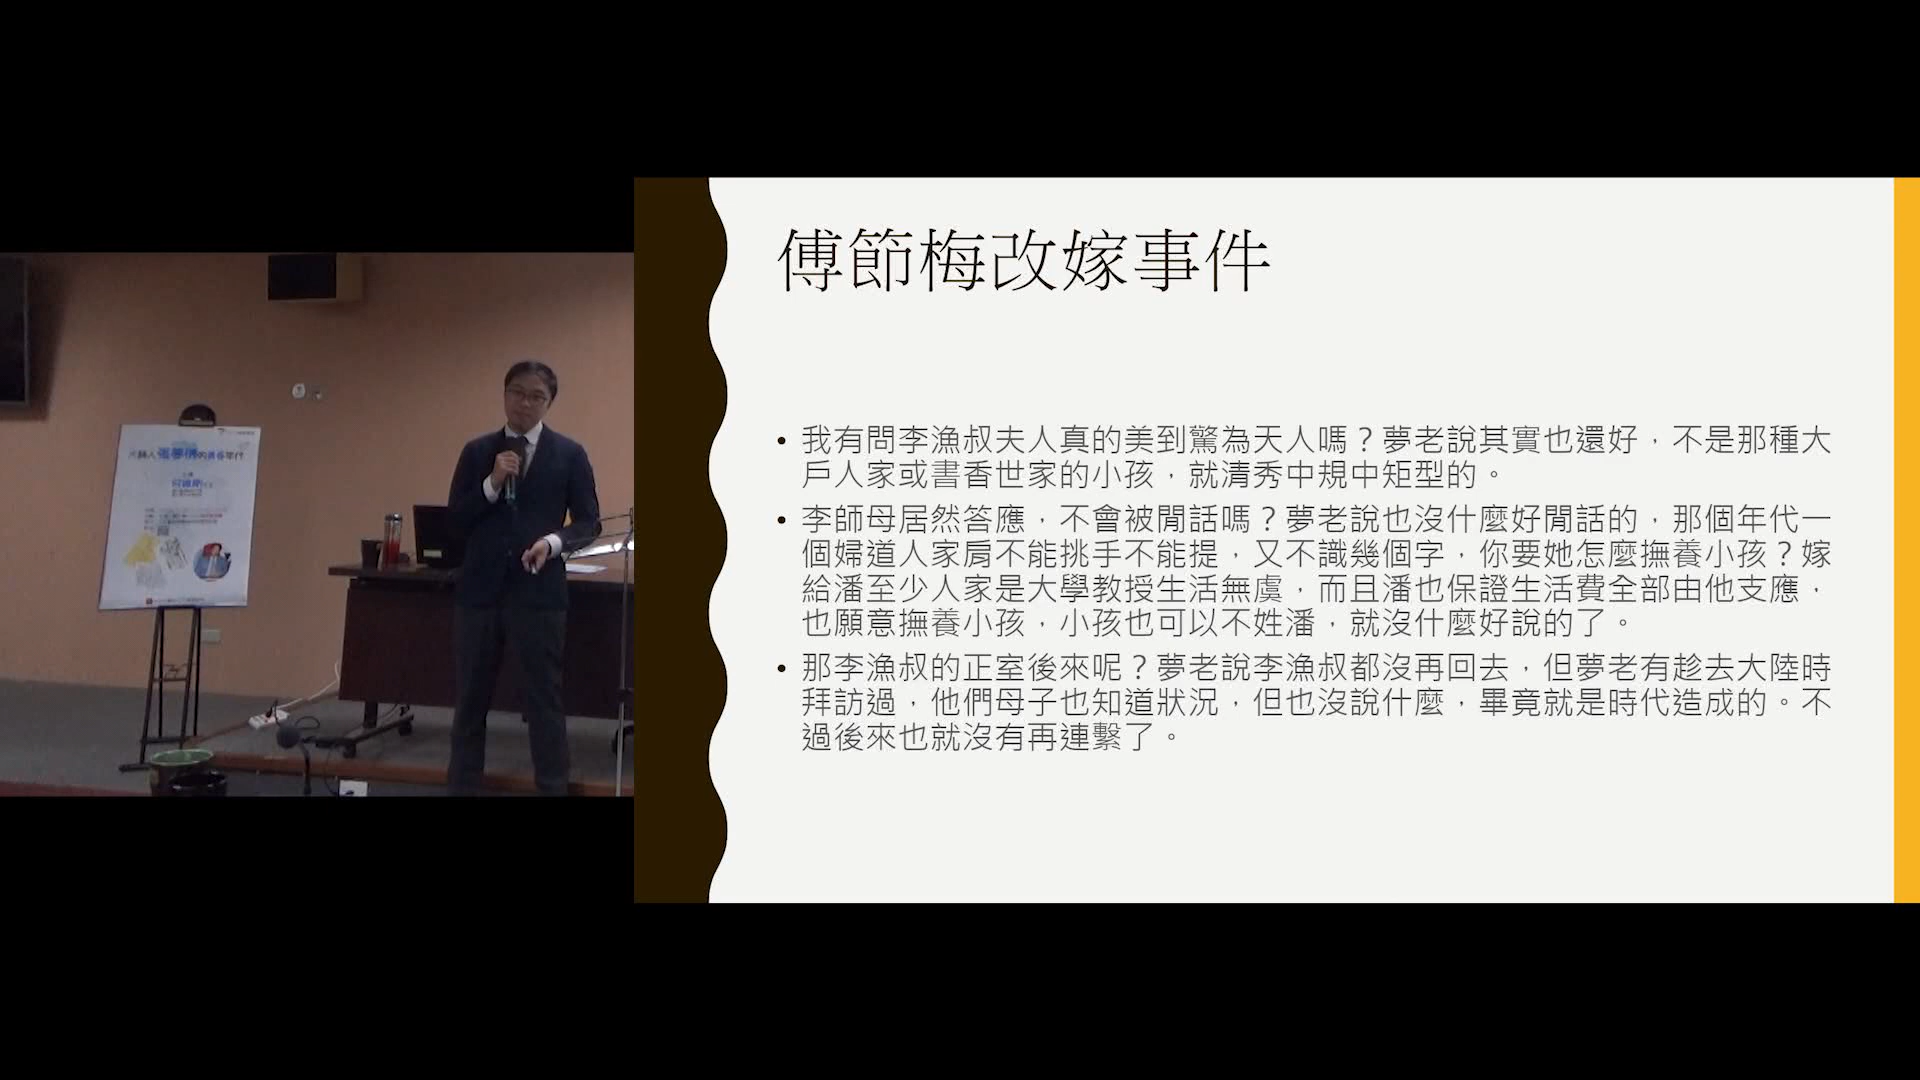 傅節梅改嫁事件
• 我有問李漁叔夫人真的美到驚為天人嗎？夢老說其實也還好，不是那種大
戶人家或書香世家的小孩，就清秀中規中矩型的。
• 李師母居然答應，不會被閒話嗎？夢老說也沒什麼好閒話的，那個年代一
個婦道人家肩不能挑手不能提，又不識幾個字，你要她怎麼撫養小孩？嫁
給潘至少人家是大學教授生活無虞，而且潘也保證生活費全部由他支應，
也願意撫養小孩，小孩也可以不姓潘，就沒什麼好說的了。
• 那李漁叔的正室後來呢？夢老說李漁叔都沒再回去，但夢老有趁去大陸時
拜訪過，他們母子也知道狀況，但也沒說什麼，畢竟就是時代造成的。不
過後來也就沒有再連繫了。